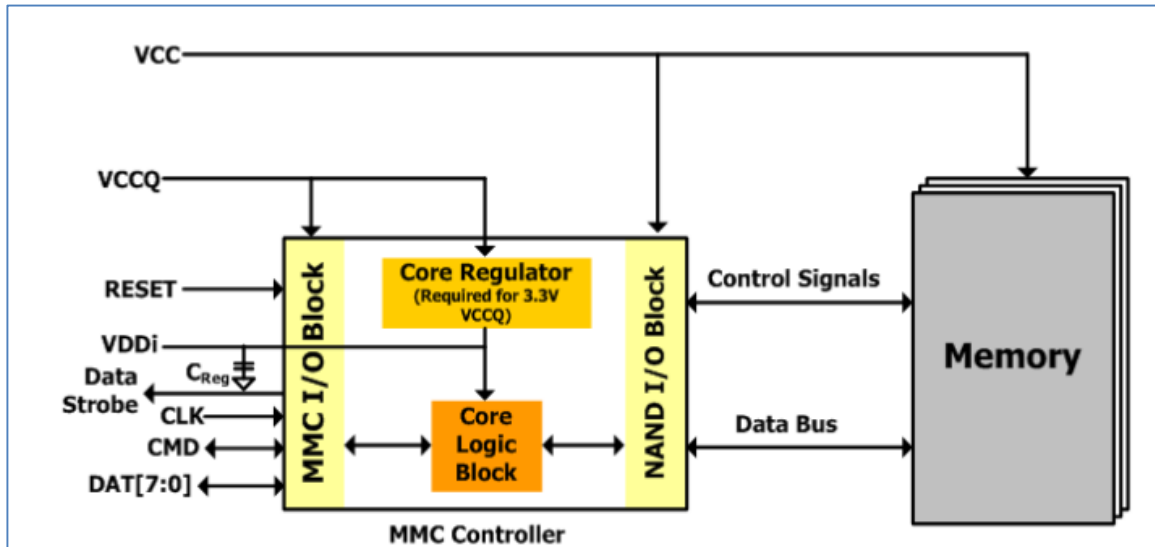 VCC
VCCQ
RESET
VDDi
CReg
Data
Strobe
CLK
CMD
DAT[7:0]
MMC I/O Block
Core Regulator
(Required for 3.3V
VCCQ)
Core
Logic
Block
NAND I/O Block
Control Signals
Data Bus
Memory
MMC Controller